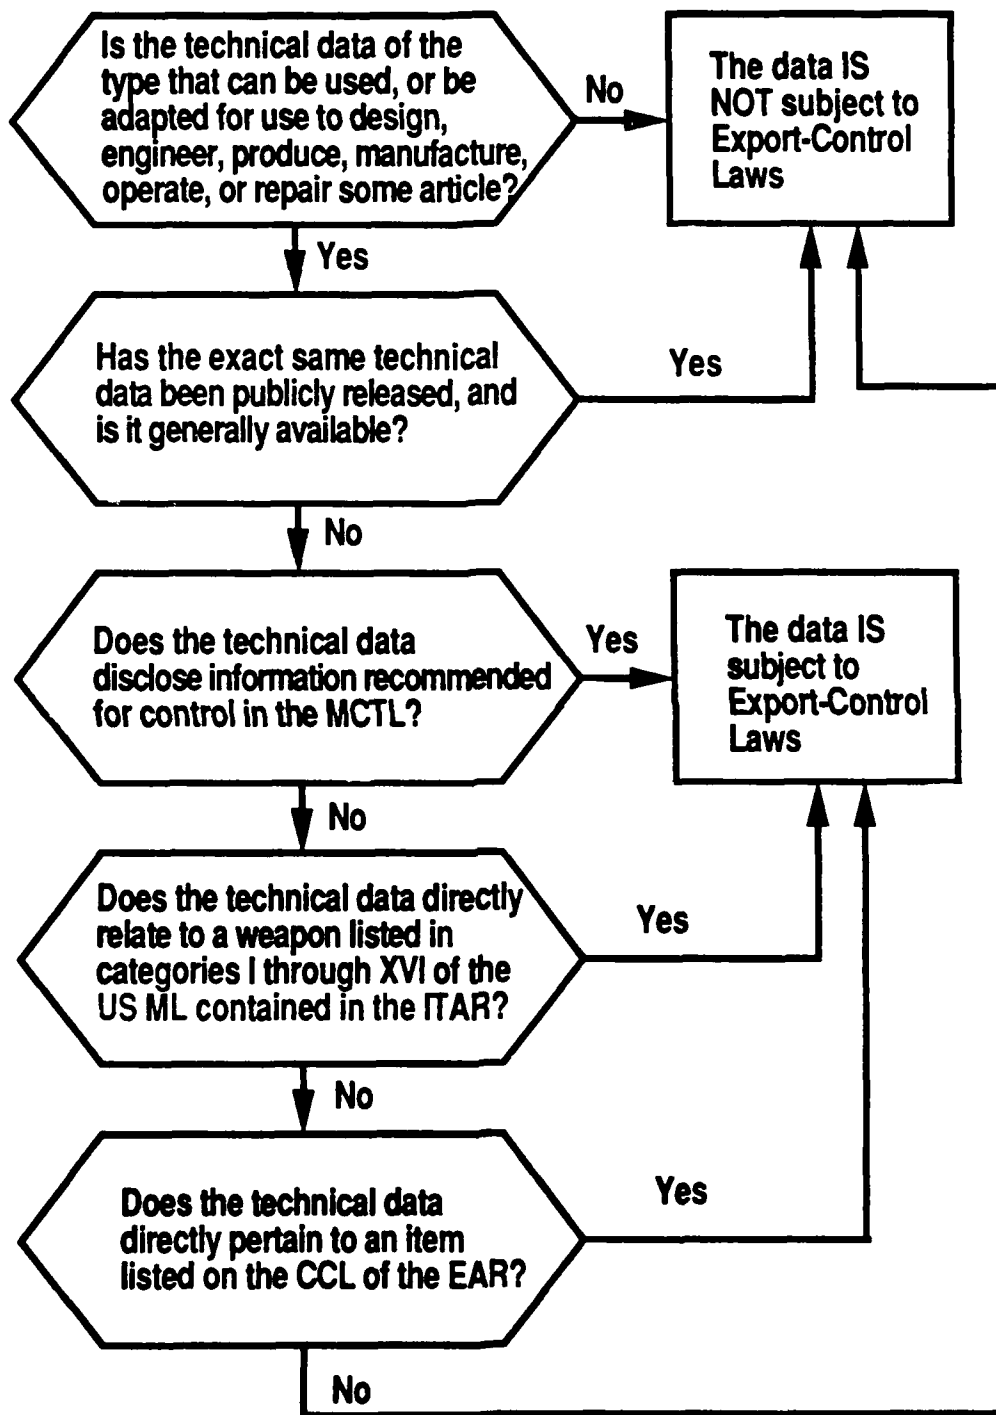 Is the technical data of the
type that can be used, or be
adapted for use to design,
engineer, produce, manufacture,
operate, or repair some article?
No
The data IS
NOT subject to
Export-Control
Laws
Yes
Has the exact same technical
data been publicly released, and
is it generally available?
Yes
No
Does the technical data
disclose information recommended
for control in the MCTL?
Yes
The data IS
subject to
Export-Control
Laws
No
Does the technical data directly
relate to a weapon listed in
categories I through XVI of the
US ML contained in the ITAR?
Yes
No
Does the technical data
directly pertain to an item
listed on the CCL of the EAR?
Yes
No